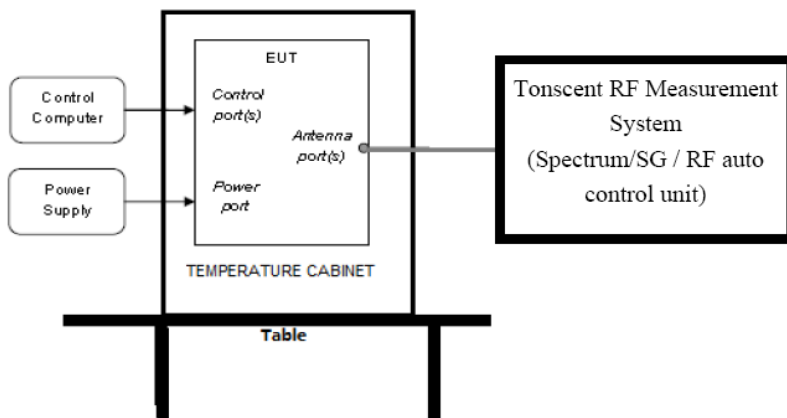 EUT
Control
Computer
Control
port(s)
Antenna
port(s)
Power
Supply
Power
port
TEMPERATURE CABINET
Table
Tonscent RF Measurement
System
(Spectrum/SG / RF auto
control unit)